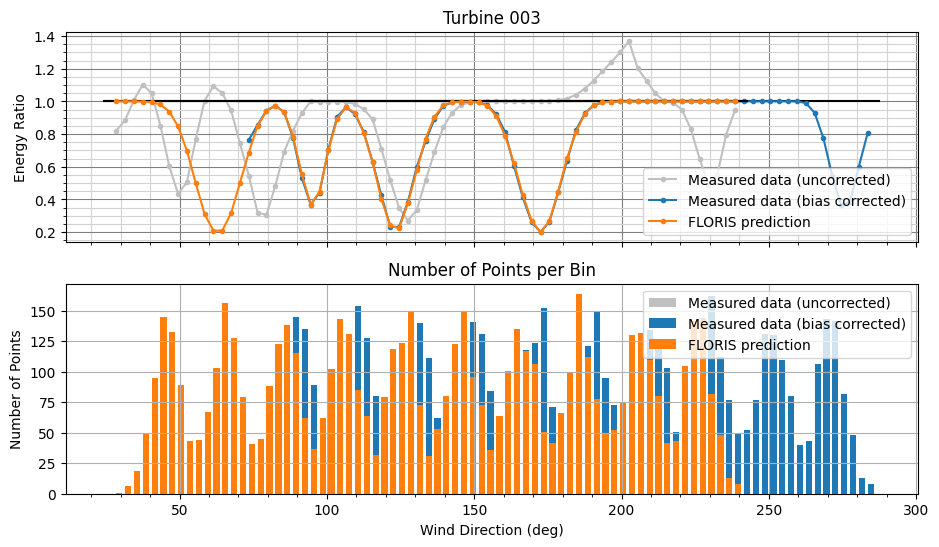 Turbine 003
Energy Ratio
1.4
1.2
1.0
0.8
0.6
0.4
0.2
Measured data (uncorrected)
Measured data (bias corrected)
FLORIS prediction
Number of Points per Bin
Number of Points
150
125
100
75
50
25
0
Measured data (uncorrected)
Measured data (bias corrected)
FLORIS prediction
50 100 150 200 250 300
Wind Direction (deg)